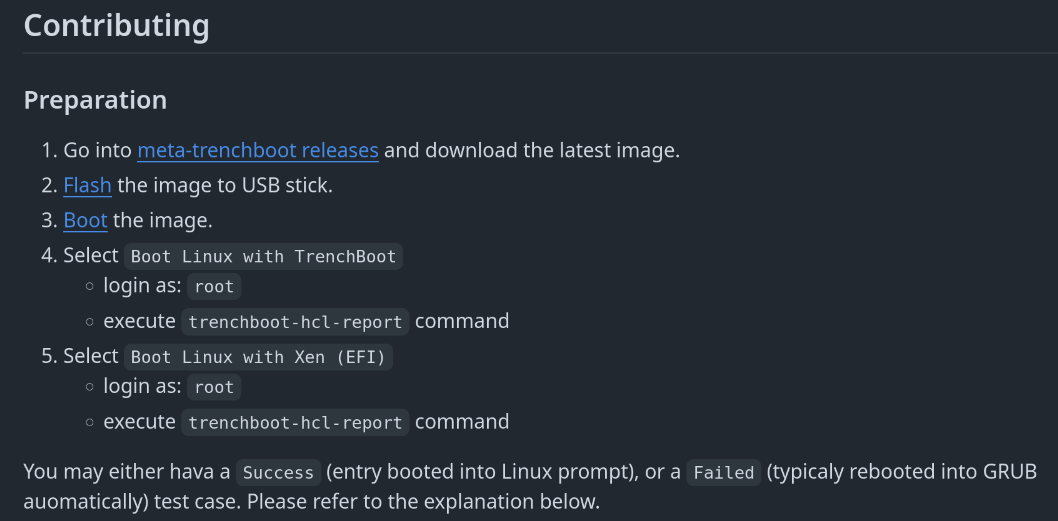 Contributing
Preparation
1. Go into meta-trenchboot releases and download the latest image.
2. Flash the image to USB stick.
3. Boot the image.
4. Select Boot Linux with TrenchBoot
○ login as: root
○ execute trenchboot-hcl-report command
5. Select Boot Linux with Xen (EFI)
○ login as: root
○ execute trenchboot-hcl-report command
You may either hava a Success (entry booted into Linux prompt), or a Failed (typicaly rebooted into GRUB
auomatically) test case. Please refer to the explanation below.